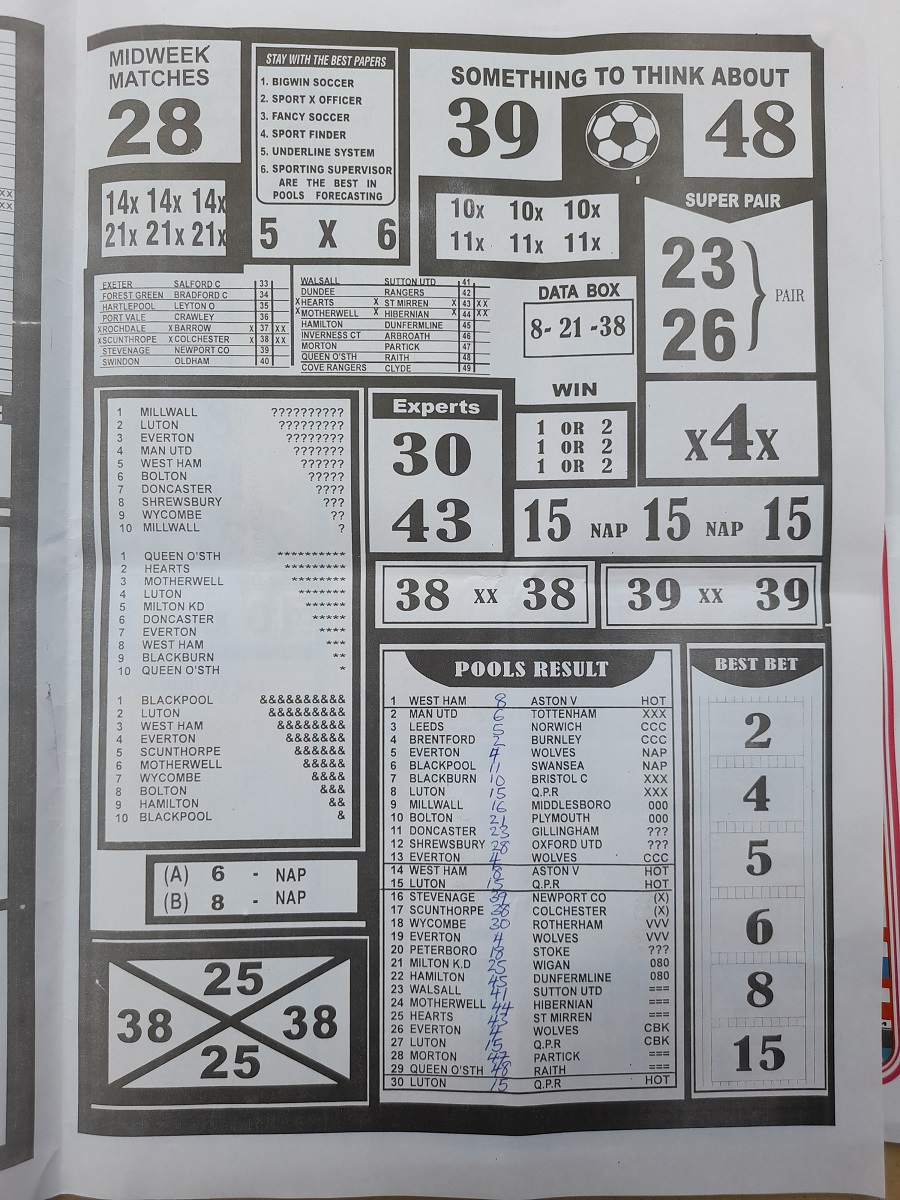 MIDWEEK
MATCHES
28
STAY WITH THE BEST PAPERS
1. BIGWIN SOCCER
2. SPORT X OFFICER
3. FANCY SOCCER
4. SPORT FINDER
5. UNDERLINE SYSTEM
6. SPORTING SUPERVISOR
ARE THE BEST IN
POOLS FORECASTING
5 X 6
SOMETHING TO THINK ABOUT
39 48
14x 14x 14x
21x 21x 21x
10x 10x 10x
11x 11x 11x
SUPER PAIR
23
26
PAIR
EXETER SALFORD C 33
FOREST GREEN BRADFORD C 34
HARTLEPOOL LEYTON O 35
PORT VALE CRAWLEY 36
XROCHDALE XBARROW X 37 XX
XSCUNTHORPE XCOLCHESTER X 38 XX
STEVENAGE NEWPORT CO 39
SWINDON OLDHAM 40
WALSALL SUTTON UTD 41
DUNDEE RANGERS 42
XHEARTS X ST MIRREN X 43 XX
XMOTHERWELL X HIBERNIAN X 44 XX
HAMILTON DUNFERMLINE 45
INVERNESS CT ARBROATH 46
MORTON PARTICK 47
QUEEN O'STH RAITH 48
COVE RANGERS CLYDE 49
DATA BOX
8- 21 -38
WIN
1 OR 2
1 OR 2
1 OR 2
x4x
1 MILLWALL ??????????
2 LUTON ?????????
3 EVERTON ????????
4 MAN UTD ???????
5 WEST HAM ??????
6 BOLTON ?????
7 DONCASTER ????
8 SHREWSBURY ???
9 WYCOMBE ??
10 MILLWALL ?
1 QUEEN O'STH **********
2 HEARTS *********
3 MOTHERWELL ********
4 LUTON *******
5 MILTON KD ******
6 DONCASTER *****
7 EVERTON ****
8 WEST HAM ***
9 BLACKBURN **
10 QUEEN O'STH *
1 BLACKPOOL &&&&&&&&&&
2 LUTON &&&&&&&&&
3 WEST HAM &&&&&&&&
4 EVERTON &&&&&&&
5 SCUNTHORPE &&&&&&
6 MOTHERWELL &&&&&
7 WYCOMBE &&&&
8 BOLTON &&&
9 HAMILTON &&
10 BLACKPOOL &
Experts
30
43
15 NAP 15 NAP 15
38 XX 38
39 XX 39
(A) 6 - NAP
(B) 8 - NAP
25
38 38
25
POOLS RESULT
1 WEST HAM 8 ASTON V HOT
2 MAN UTD 6 TOTTENHAM XXX
3 LEEDS 5 NORWICH CCC
4 BRENTFORD 2 BURNLEY CCC
5 EVERTON 4 WOLVES NAP
6 BLACKPOOL 11 SWANSEA NAP
7 BLACKBURN 10 BRISTOL C XXX
8 LUTON 15 Q.P.R XXX
9 MILLWALL 16 MIDDLESBORO 000
10 BOLTON 21 PLYMOUTH 000
11 DONCASTER 23 GILLINGHAM ???
12 SHREWSBURY 28 OXFORD UTD ???
13 EVERTON 4 WOLVES CCC
14 WEST HAM 8 ASTON V HOT
15 LUTON 15 Q.P.R HOT
16 STEVENAGE 39 NEWPORT CO (X)
17 SCUNTHORPE 38 COLCHESTER (X)
18 WYCOMBE 30 ROTHERHAM VVV
19 EVERTON 4 WOLVES VVV
20 PETERBORO 18 STOKE ???
21 MILTON K.D 25 WIGAN 080
22 HAMILTON 45 DUNFERMLINE 080
23 WALSALL 41 SUTTON UTD ===
24 MOTHERWELL 44 HIBERNIAN ===
25 HEARTS 43 ST MIRREN ===
26 EVERTON 4 WOLVES CBK
27 LUTON 15 Q.P.R CBK
28 MORTON 47 PARTICK ===
29 QUEEN O'STH 48 RAITH ===
30 LUTON 15 Q.P.R HOT
BEST BET
2
4
5
6
8
15